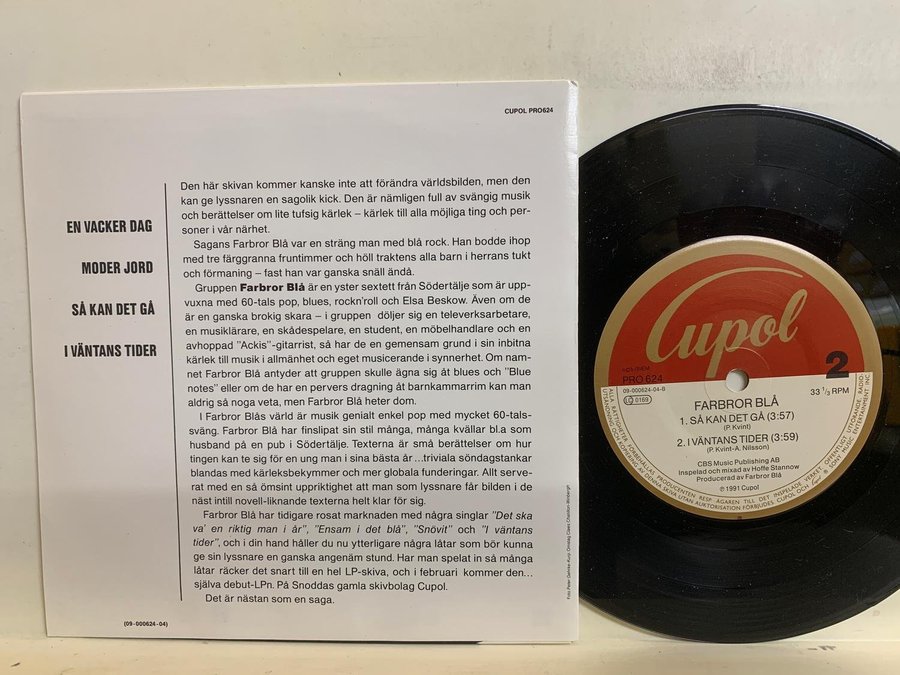 CUPOL PRO624
EN VACKER DAG
MODER JORD
SÅ KAN DET GÅ
I VÄNTANS TIDER
Den här skivan kommer kanske inte att förändra världsbilden, men den
kan ge lyssnaren en sagolik kick. Den är nämligen full av svängig musik
och berättelser om lite tufsig kärlek – kärlek till alla möjliga ting och per-
soner i vår närhet.
Sagans Farbror Blå var en sträng man med blå rock. Han bodde ihop
med tre färggranna fruntimmer och höll traktens alla barn i herrans tukt
och förmaning – fast han var ganska snäll ändå.
Gruppen Farbror Blå är en yster sextett från Södertälje som är upp-
vuxna med 60-tals pop, blues, rockn'roll och Elsa Beskow. Även om de
är en ganska brokig skara – i gruppen döljer sig en televerksarbetare,
en musiklärare, en skådespelare, en student, en möbelhandlare och en
avhoppad "Ackis"-gitarrist, så har de en gemensam grund i sin inbitna
kärlek till musik i allmänhet och eget musicerande i synnerhet. Om nam-
net Farbror Blå antyder att gruppen skulle ägna sig åt blues och "Blue
notes" eller om de har en pervers dragning åt barnkammarrim kan man
aldrig så noga veta, men Farbror Blå heter dom.
I Farbror Blås värld är musik genialt enkel pop med mycket 60-tals-
sväng. Farbror Blå har finslipat sin stil många, många kvällar bl.a som
husband på en pub i Södertälje. Texterna är små berättelser om hur
tingen kan te sig för en ung man i sina bästa år ...triviala söndagstankar
blandas med kärleksbekymmer och mer globala funderingar. Allt serve-
rat med en så ömsint uppriktighet att man som lyssnare får bilden i de
näst intill novell-liknande texterna helt klar för sig.
Farbror Blå har tidigare rosat marknaden med några singlar "Det ska
va' en riktig man i år", "Ensam i det blå", "Snövit" och "I väntans
tider", och i din hand håller du nu ytterligare några låtar som bör kunna
ge sin lyssnare en ganska angenäm stund. Har man spelat in så många
låtar räcker det snart till en hel LP-skiva, och i februari kommer den...
själva debut-LPn. På Snoddas gamla skivbolag Cupol.
Det är nästan som en saga.
(09-000624-04)
Cupol
PRO 624
2
09-000624-04-B
LC 0169
33 1/3 RPM
FARBROR BLÅ
1. SÅ KAN DET GÅ (3:57)
(P. Kvint)
2. I VÄNTANS TIDER (3:59)
(P. Kvint-A. Nilsson)
CBS Music Publishing AB
Inspelad och mixad av Hoffe Stannow
Producerad av Farbror Blå
℗ 1991 Cupol